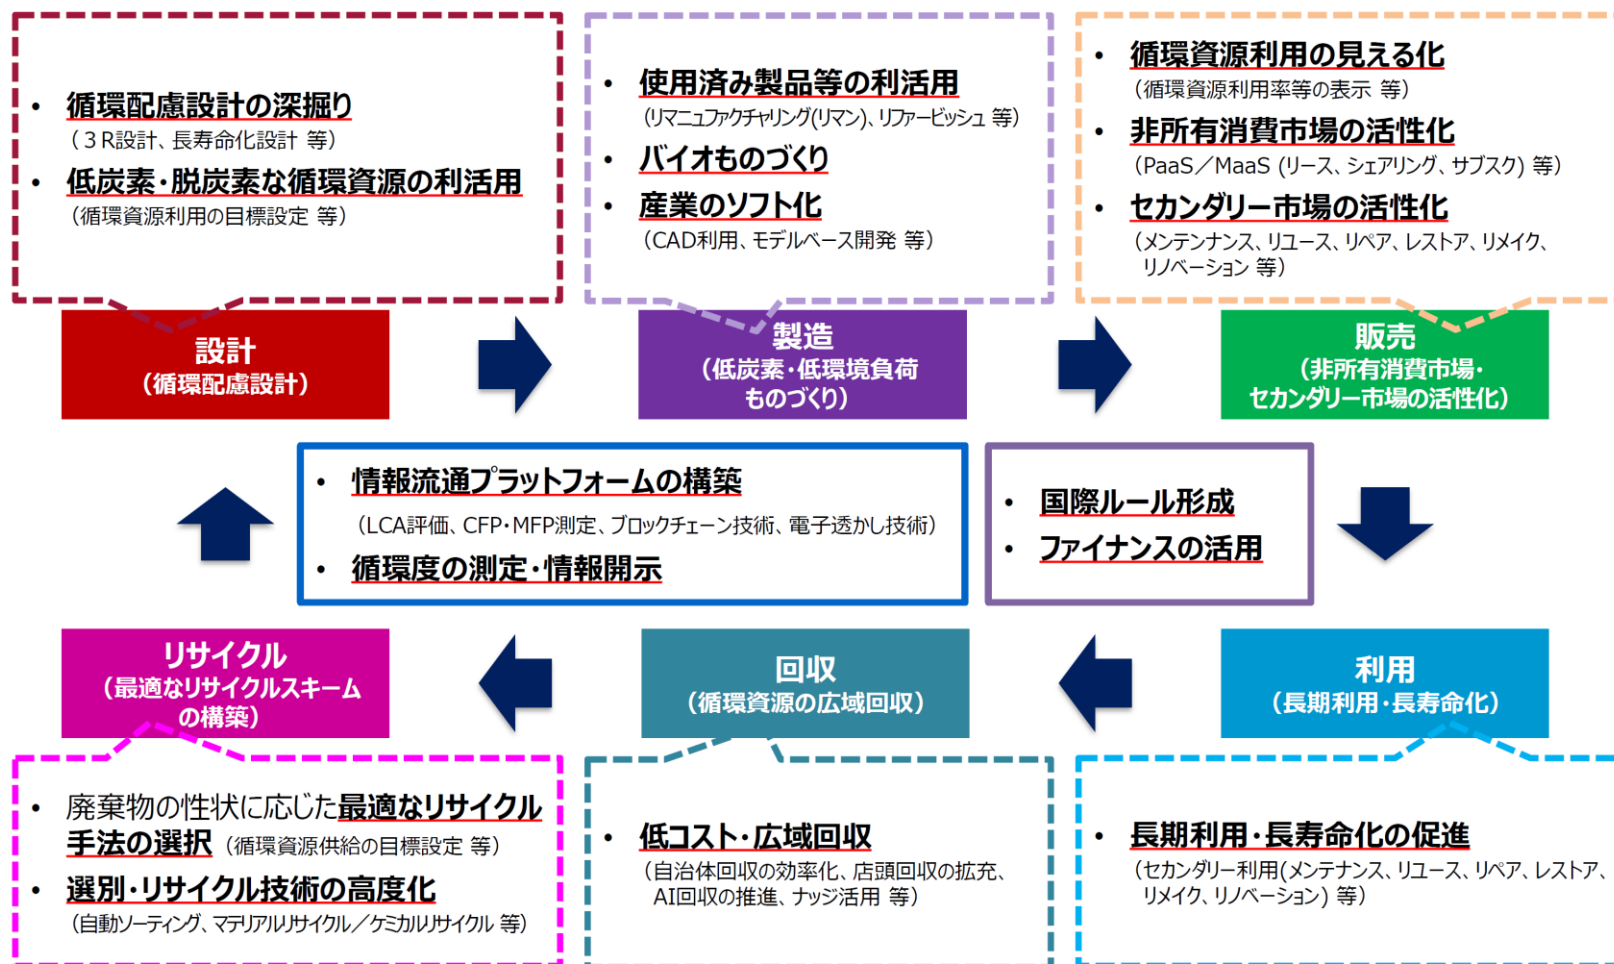 • 循環配慮設計の深掘り
（３R設計、長寿命化設計 等）
• 低炭素・脱炭素な循環資源の利活用
（循環資源利用の目標設定 等）
• 使用済み製品等の利活用
（リマニュファクチャリング(リマン)、リファービッシュ 等）
• バイオものづくり
• 産業のソフト化
（CAD利用、モデルベース開発 等）
• 循環資源利用の見える化
（循環資源利用率等の表示 等）
• 非所有消費市場の活性化
（PaaS／MaaS (リース、シェアリング、サブスク) 等）
• セカンダリー市場の活性化
（メンテンナンス、リユース、リペア、レストア、リメイク、
リノベーション 等）
設計
（循環配慮設計）
製造
（低炭素・低環境負荷
ものづくり）
販売
（非所有消費市場・
セカンダリー市場の活性化）
• 情報流通プラットフォームの構築
（LCA評価、CFP・MFP測定、ブロックチェーン技術、電子透かし技術）
• 循環度の測定・情報開示
• 国際ルール形成
• ファイナンスの活用
リサイクル
（最適なリサイクルスキーム
の構築）
回収
（循環資源の広域回収）
利用
（長期利用・長寿命化）
• 廃棄物の性状に応じた最適なリサイクル
手法の選択（循環資源供給の目標設定 等）
• 選別・リサイクル技術の高度化
（自動ソーティング、マテリアルリサイクル／ケミカルリサイクル 等）
• 低コスト・広域回収
（自治体回収の効率化、店頭回収の拡充、
AI回収の推進、ナッジ活用 等）
• 長期利用・長寿命化の促進
（セカンダリー利用(メンテナンス、リユース、リペア、レストア、
リメイク、リノベーション) 等）